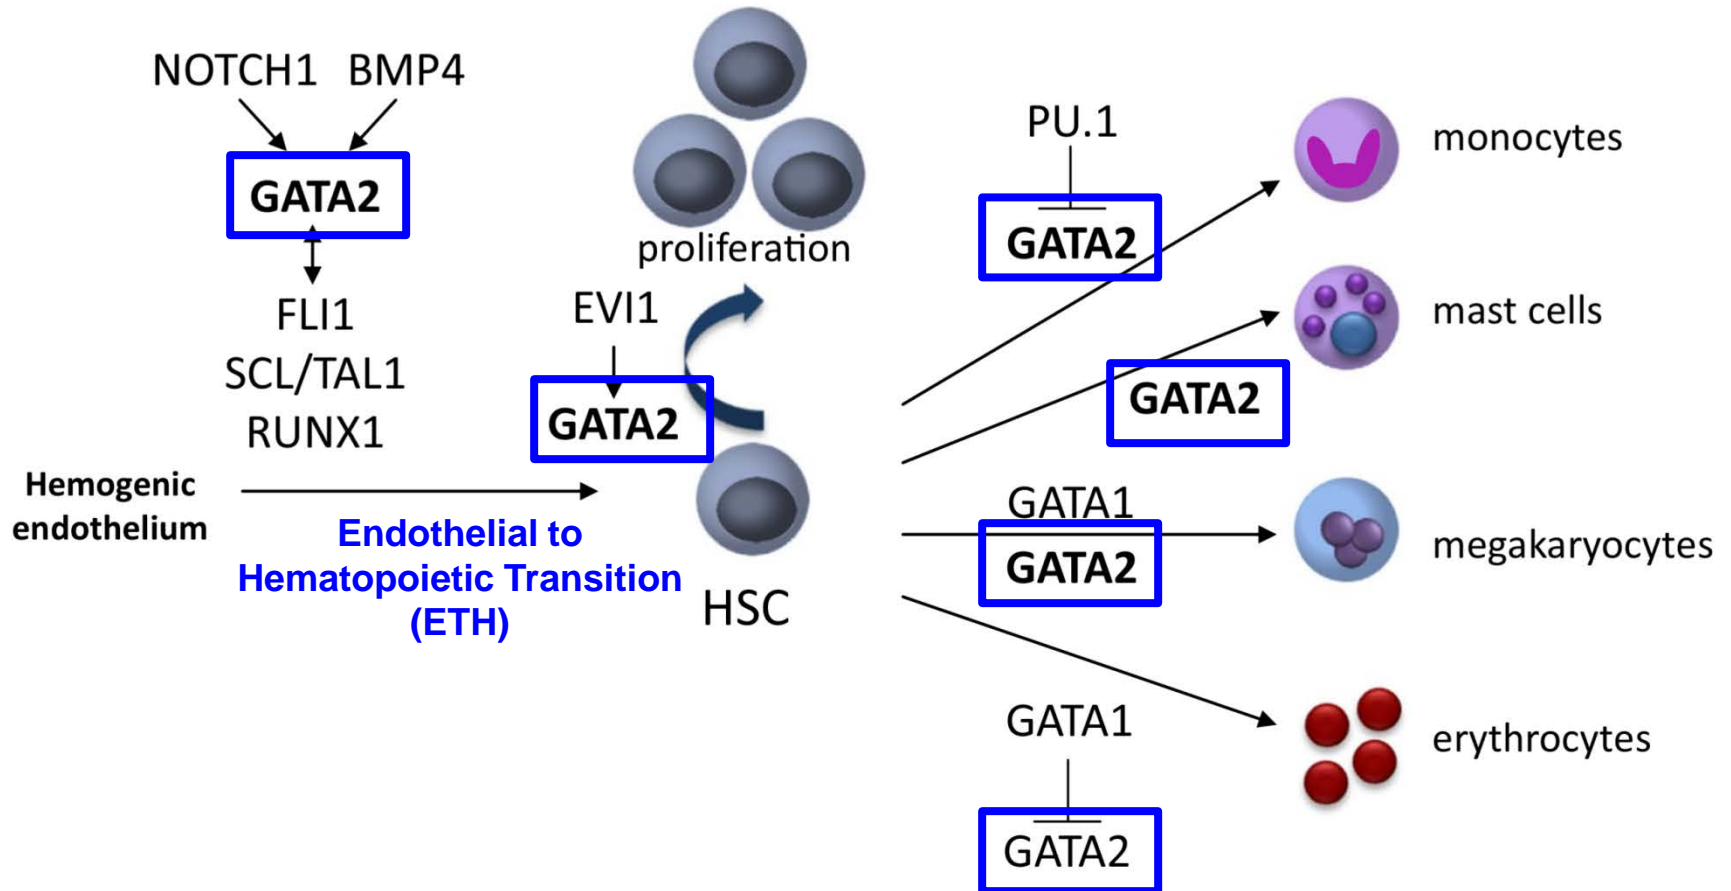 NOTCH1 BMP4
GATA2
FLI1
SCL/TAL1
RUNX1
Hemogenic
endothelium
Endothelial to
Hematopoietic Transition
(ETH)
proliferation
EVI1
GATA2
HSC
PU.1
GATA2
monocytes
GATA2
mast cells
GATA1
GATA2
megakaryocytes
GATA1
GATA2
erythrocytes